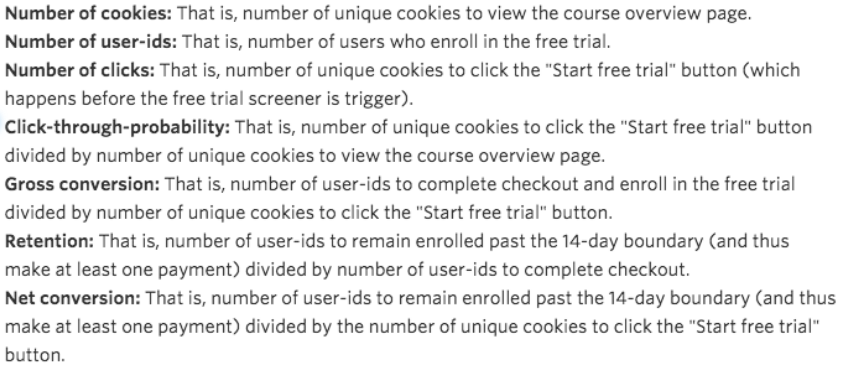 Number of cookies: That is, number of unique cookies to view the course overview page.
Number of user-ids: That is, number of users who enroll in the free trial.
Number of clicks: That is, number of unique cookies to click the "Start free trial" button (which
happens before the free trial screener is trigger).
Click-through-probability: That is, number of unique cookies to click the "Start free trial" button
divided by number of unique cookies to view the course overview page.
Gross conversion: That is, number of user-ids to complete checkout and enroll in the free trial
divided by number of unique cookies to click the "Start free trial" button.
Retention: That is, number of user-ids to remain enrolled past the 14-day boundary (and thus
make at least one payment) divided by number of user-ids to complete checkout.
Net conversion: That is, number of user-ids to remain enrolled past the 14-day boundary (and thus
make at least one payment) divided by the number of unique cookies to click the "Start free trial"
button.